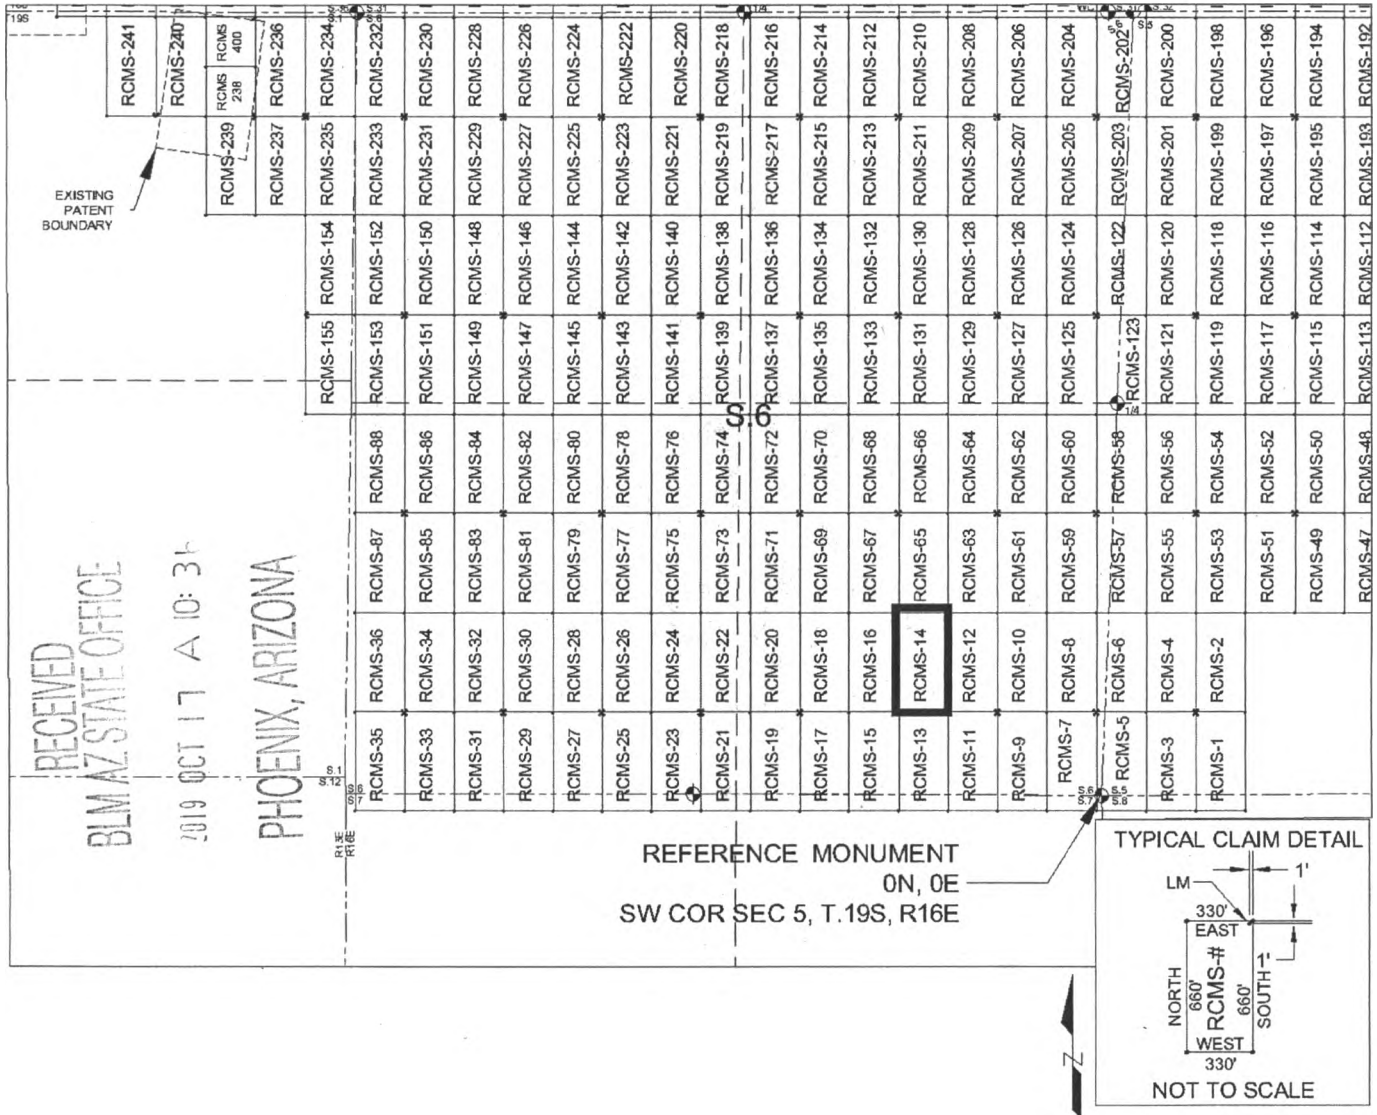 T19S
S.1 S.6
1/4
S.6 S.5
RCMS-241 RCMS-240 RCMS 400 RCMS-236 RCMS-234 RCMS-232 RCMS-230 RCMS-228 RCMS-226 RCMS-224 RCMS-222 RCMS-220 RCMS-218 RCMS-216 RCMS-214 RCMS-212 RCMS-210 RCMS-208 RCMS-206 RCMS-204 RCMS-202 RCMS-200 RCMS-198 RCMS-196 RCMS-194 RCMS-192
RCMS 238
RCMS-239 RCMS-237 RCMS-235 RCMS-233 RCMS-231 RCMS-229 RCMS-227 RCMS-225 RCMS-223 RCMS-221 RCMS-219 RCMS-217 RCMS-215 RCMS-213 RCMS-211 RCMS-209 RCMS-207 RCMS-205 RCMS-203 RCMS-201 RCMS-199 RCMS-197 RCMS-195 RCMS-193
EXISTING
PATENT
BOUNDARY
RCMS-154 RCMS-152 RCMS-150 RCMS-148 RCMS-146 RCMS-144 RCMS-142 RCMS-140 RCMS-138 RCMS-136 RCMS-134 RCMS-132 RCMS-130 RCMS-128 RCMS-126 RCMS-124 RCMS-122 RCMS-120 RCMS-118 RCMS-116 RCMS-114 RCMS-112
RCMS-155 RCMS-153 RCMS-151 RCMS-149 RCMS-147 RCMS-145 RCMS-143 RCMS-141 RCMS-139 RCMS-137 RCMS-135 RCMS-133 RCMS-131 RCMS-129 RCMS-127 RCMS-125 RCMS-123 RCMS-121 RCMS-119 RCMS-117 RCMS-115 RCMS-113
1/4
S.6
RCMS-88 RCMS-86 RCMS-84 RCMS-82 RCMS-80 RCMS-78 RCMS-76 RCMS-74 RCMS-72 RCMS-70 RCMS-68 RCMS-66 RCMS-64 RCMS-62 RCMS-60 RCMS-58 RCMS-56 RCMS-54 RCMS-52 RCMS-50 RCMS-48
RCMS-87 RCMS-85 RCMS-83 RCMS-81 RCMS-79 RCMS-77 RCMS-75 RCMS-73 RCMS-71 RCMS-69 RCMS-67 RCMS-65 RCMS-63 RCMS-61 RCMS-59 RCMS-57 RCMS-55 RCMS-53 RCMS-51 RCMS-49 RCMS-47
RCMS-36 RCMS-34 RCMS-32 RCMS-30 RCMS-28 RCMS-26 RCMS-24 RCMS-22 RCMS-20 RCMS-18 RCMS-16 RCMS-14 RCMS-12 RCMS-10 RCMS-8 RCMS-6 RCMS-4 RCMS-2
RCMS-35 RCMS-33 RCMS-31 RCMS-29 RCMS-27 RCMS-25 RCMS-23 RCMS-21 RCMS-19 RCMS-17 RCMS-15 RCMS-13 RCMS-11 RCMS-9 RCMS-7 RCMS-5 RCMS-3 RCMS-1
RECEIVED
BLM AZ STATE OFFICE
2019 OCT 17 A 10:
PHOENIX, ARIZONA
S.1
S.12
S.6
S.7
S.6 S.5
S.7 S.8
R16E
REFERENCE MONUMENT
0N, 0E
SW COR SEC 5, T.19S, R16E
TYPICAL CLAIM DETAIL
1'
LM
330'
EAST
1'
NORTH
660'
RCMS-#
660'
SOUTH
WEST
330'
NOT TO SCALE
N